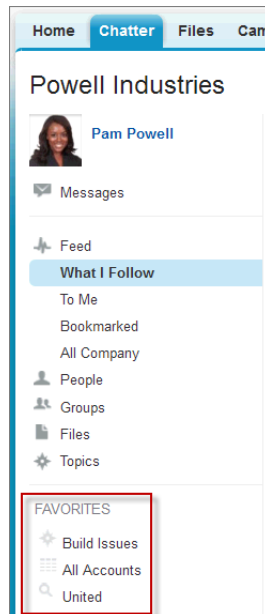 Home Chatter Files Cam
Powell Industries
Pam Powell
Messages
Feed
What I Follow
To Me
Bookmarked
All Company
People
Groups
Files
Topics
FAVORITES
Build Issues
All Accounts
United